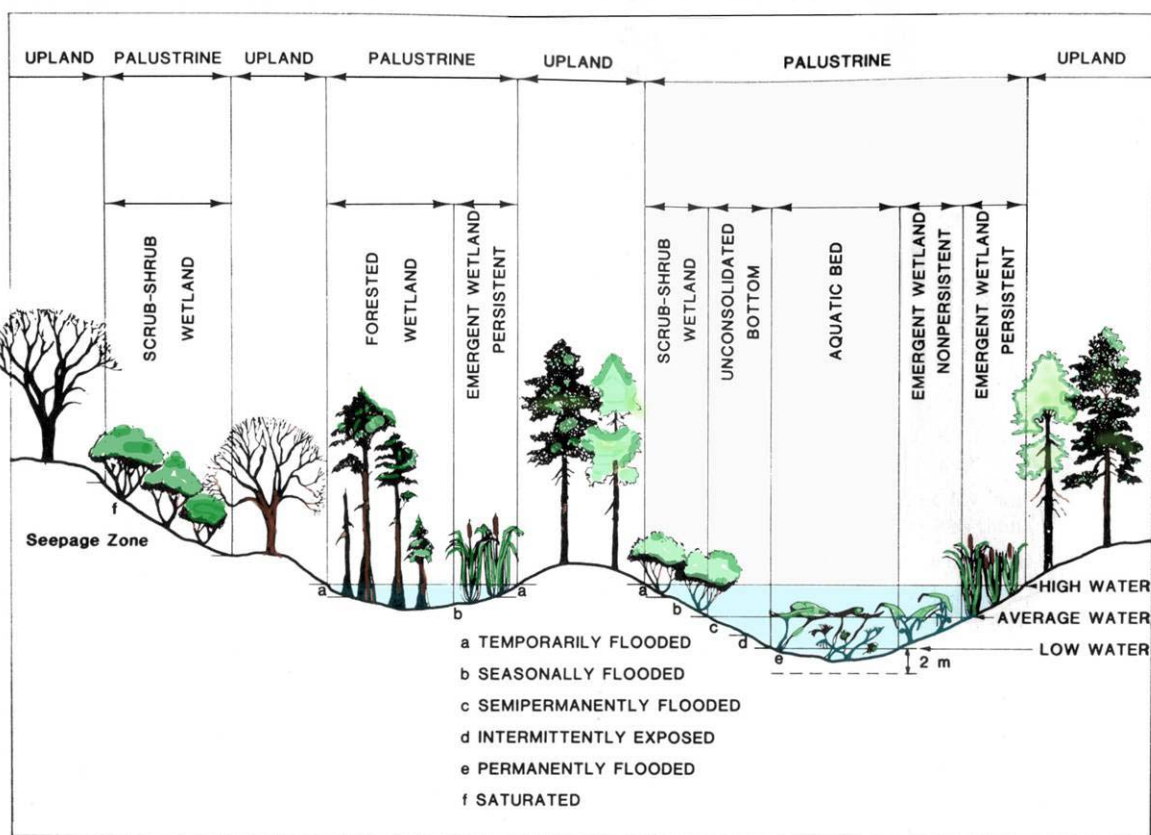 UPLAND PALUSTRINE UPLAND PALUSTRINE UPLAND PALUSTRINE UPLAND
SCRUB-SHRUB
WETLAND
FORESTED
WETLAND
EMERGENT WETLAND
PERSISTENT
SCRUB-SHRUB
WETLAND
UNCONSOLIDATED
BOTTOM
AQUATIC BED
EMERGENT WETLAND
NONPERSISTENT
EMERGENT WETLAND
PERSISTENT
f
Seepage Zone
a
b
a
a
b
c
d
e
HIGH WATER
AVERAGE WATER
LOW WATER
2 m
a TEMPORARILY FLOODED
b SEASONALLY FLOODED
c SEMIPERMANENTLY FLOODED
d INTERMITTENTLY EXPOSED
e PERMANENTLY FLOODED
f SATURATED